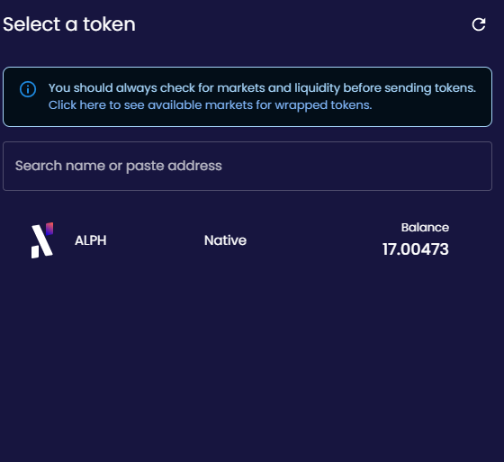 Select a token
You should always check for markets and liquidity before sending tokens.
Click here to see available markets for wrapped tokens.
Search name or paste address
ALPH
Native
Balance
17.00473